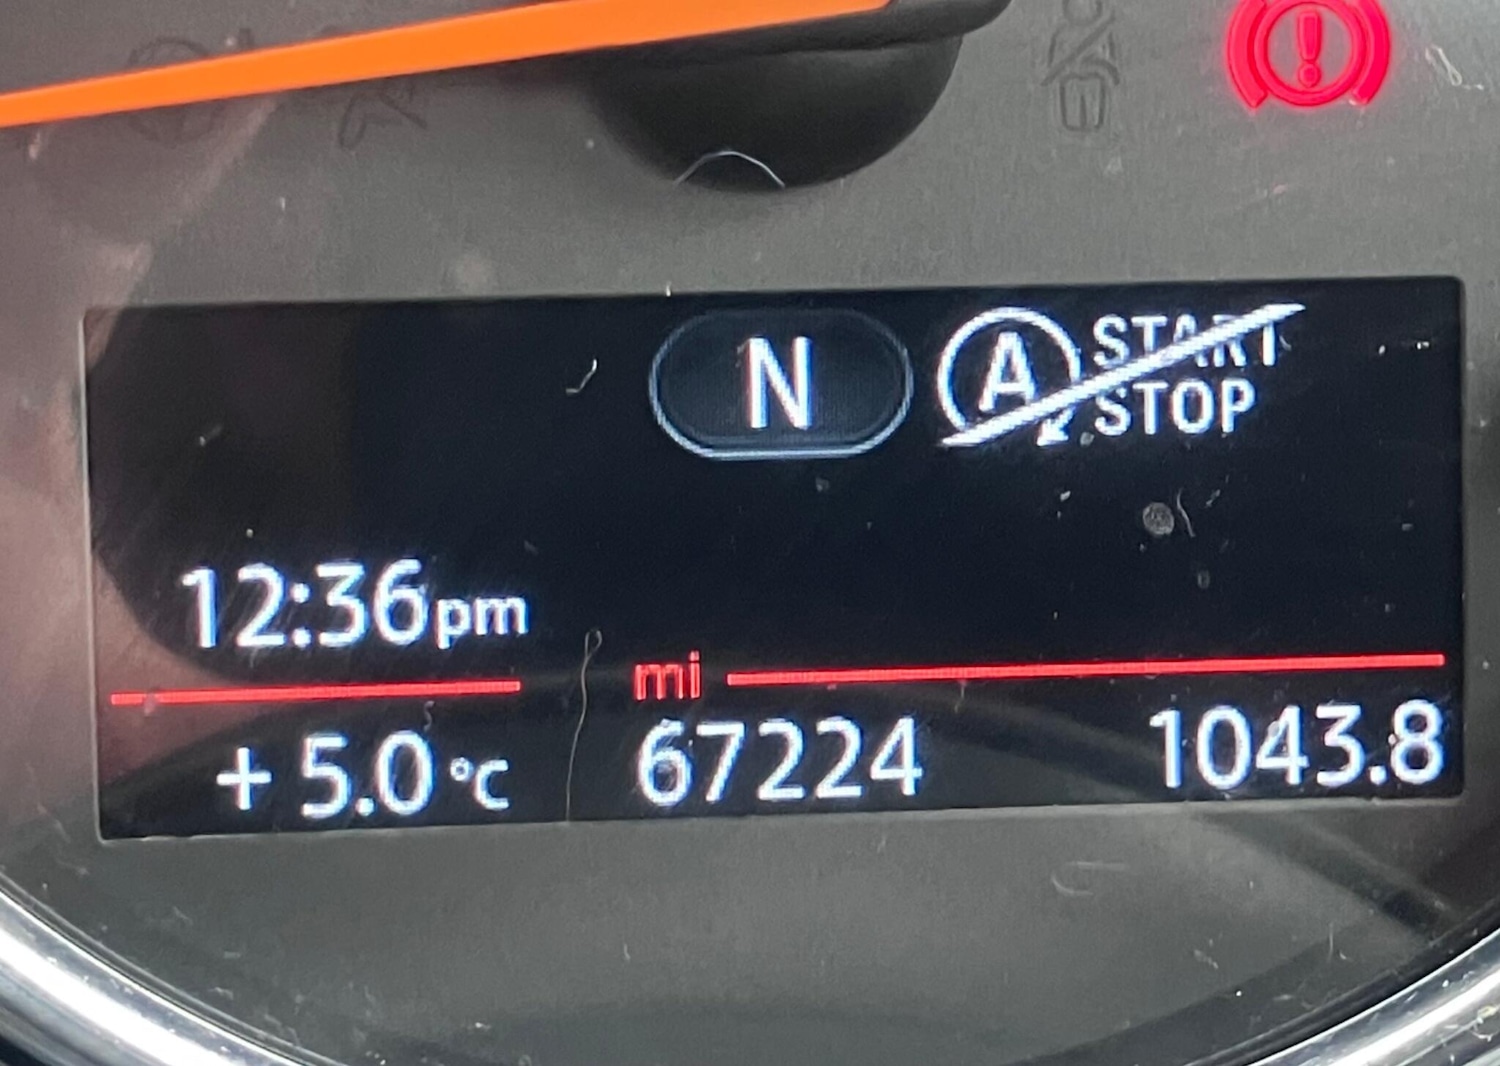 N
A START
STOP
12:36pm
mi
+5.0°C 67224 1043.8